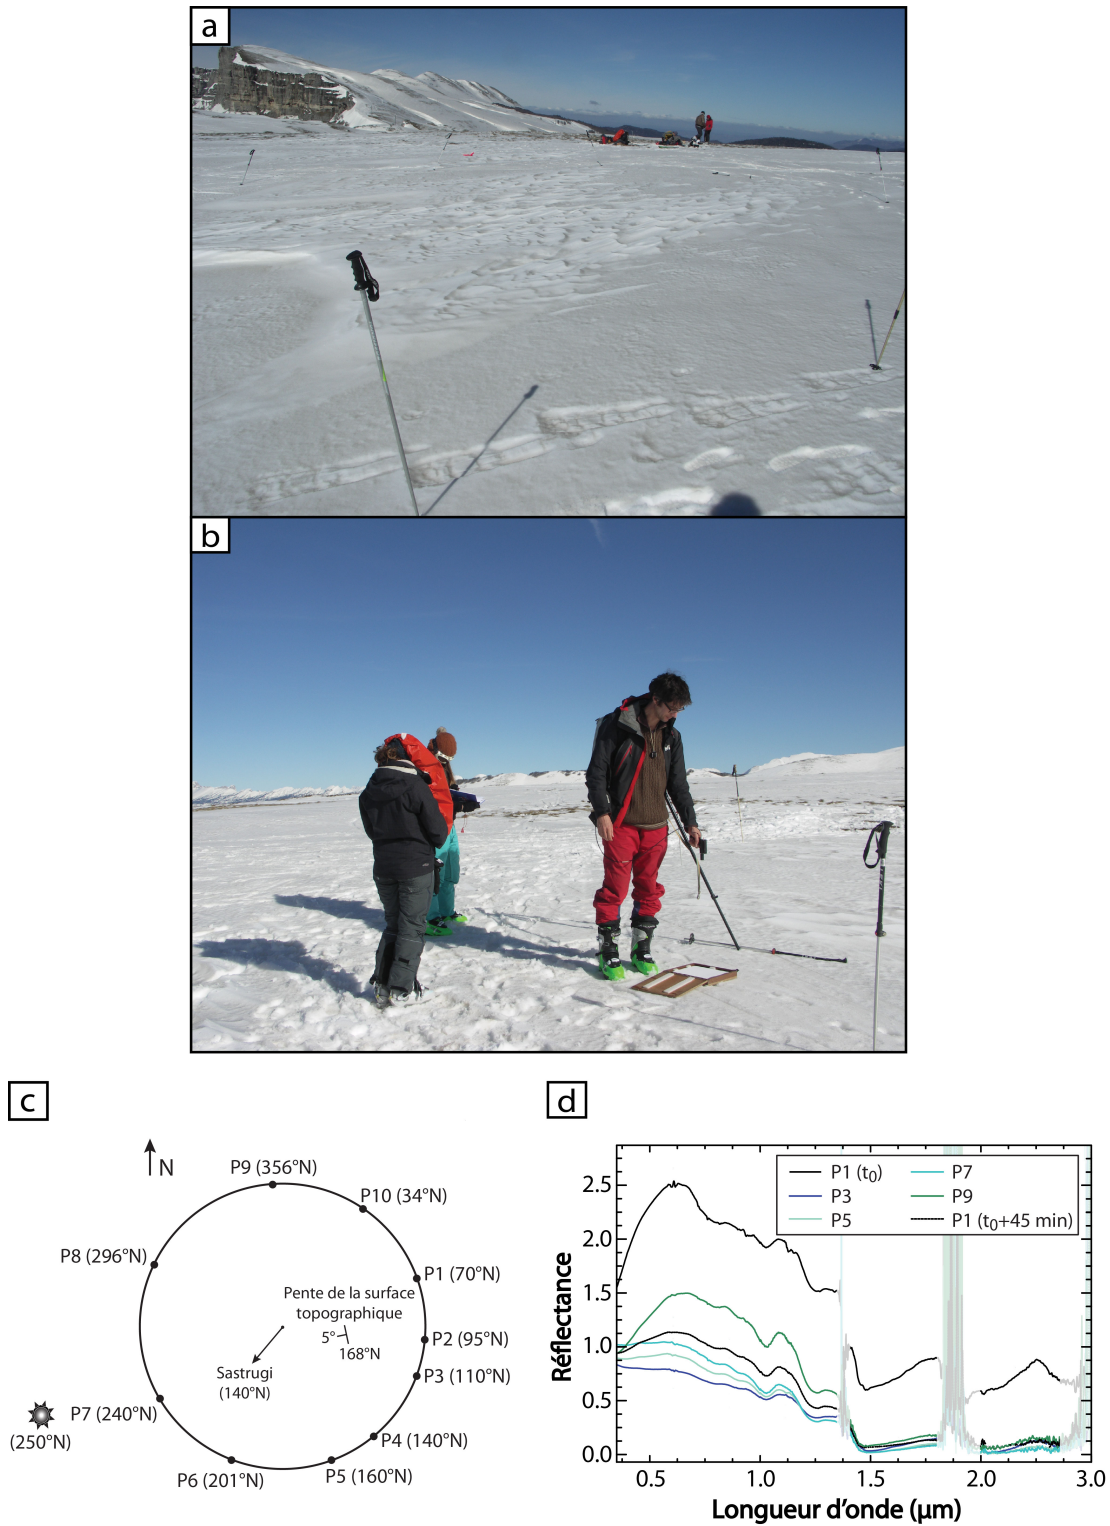 a
b
c
N
P9 (356°N)
P10 (34°N)
P8 (296°N)
P1 (70°N)
Pente de la surface
topographique
5°
168°N
P2 (95°N)
Sastrugi
(140°N)
P3 (110°N)
P7 (240°N)
(250°N)
P4 (140°N)
P6 (201°N)
P5 (160°N)
d
P1 (t0)
P7
P3
P9
P5
P1 (t0+45 min)
Réflectance
2.5
2.0
1.5
1.0
0.5
0.0
0.5
1.0
1.5
2.0
3.0
Longueur d'onde (µm)